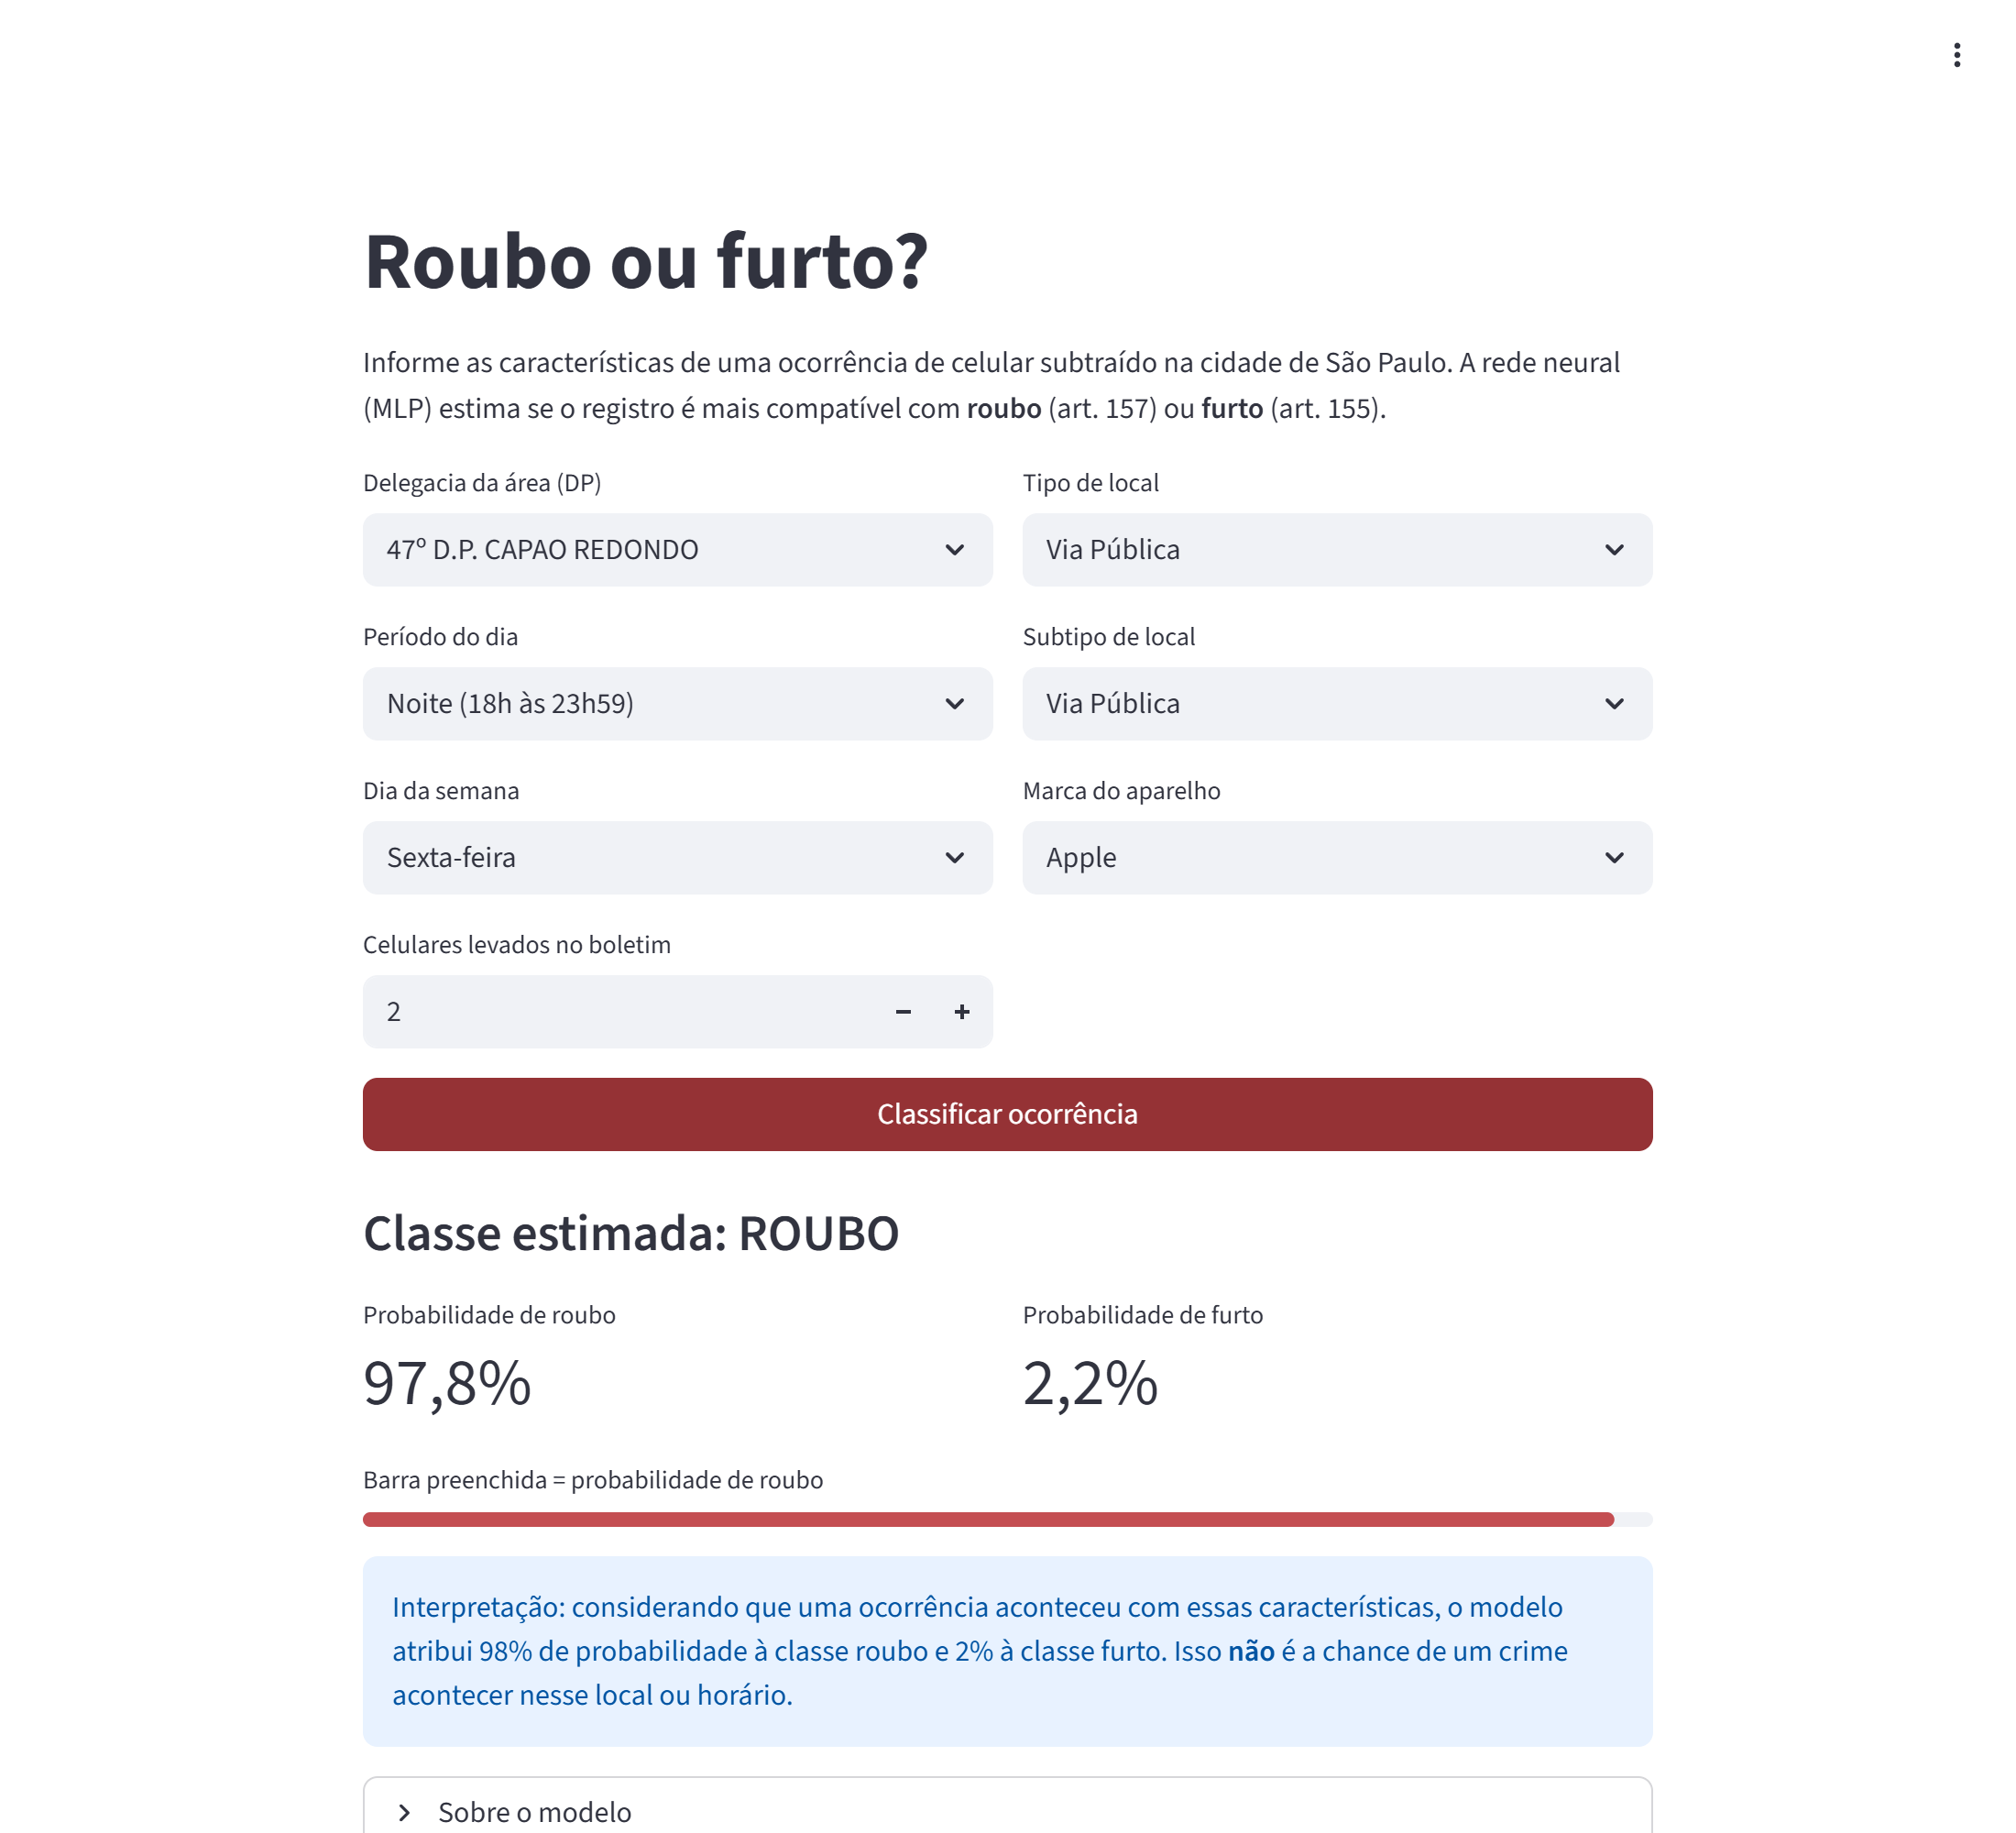 Roubo ou furto?
Informe as características de uma ocorrência de celular subtraído na cidade de São Paulo. A rede neural
(MLP) estima se o registro é mais compatível com roubo (art. 157) ou furto (art. 155).
Delegacia da área (DP)
47º D.P. CAPAO REDONDO
Tipo de local
Via Pública
Período do dia
Noite (18h às 23h59)
Subtipo de local
Via Pública
Dia da semana
Sexta-feira
Marca do aparelho
Apple
Celulares levados no boletim
2
Classificar ocorrência
Classe estimada: ROUBO
Probabilidade de roubo
97,8%
Probabilidade de furto
2,2%
Barra preenchida = probabilidade de roubo
Interpretação: considerando que uma ocorrência aconteceu com essas características, o modelo
atribui 98% de probabilidade à classe roubo e 2% à classe furto. Isso não é a chance de um crime
acontecer nesse local ou horário.
Sobre o modelo